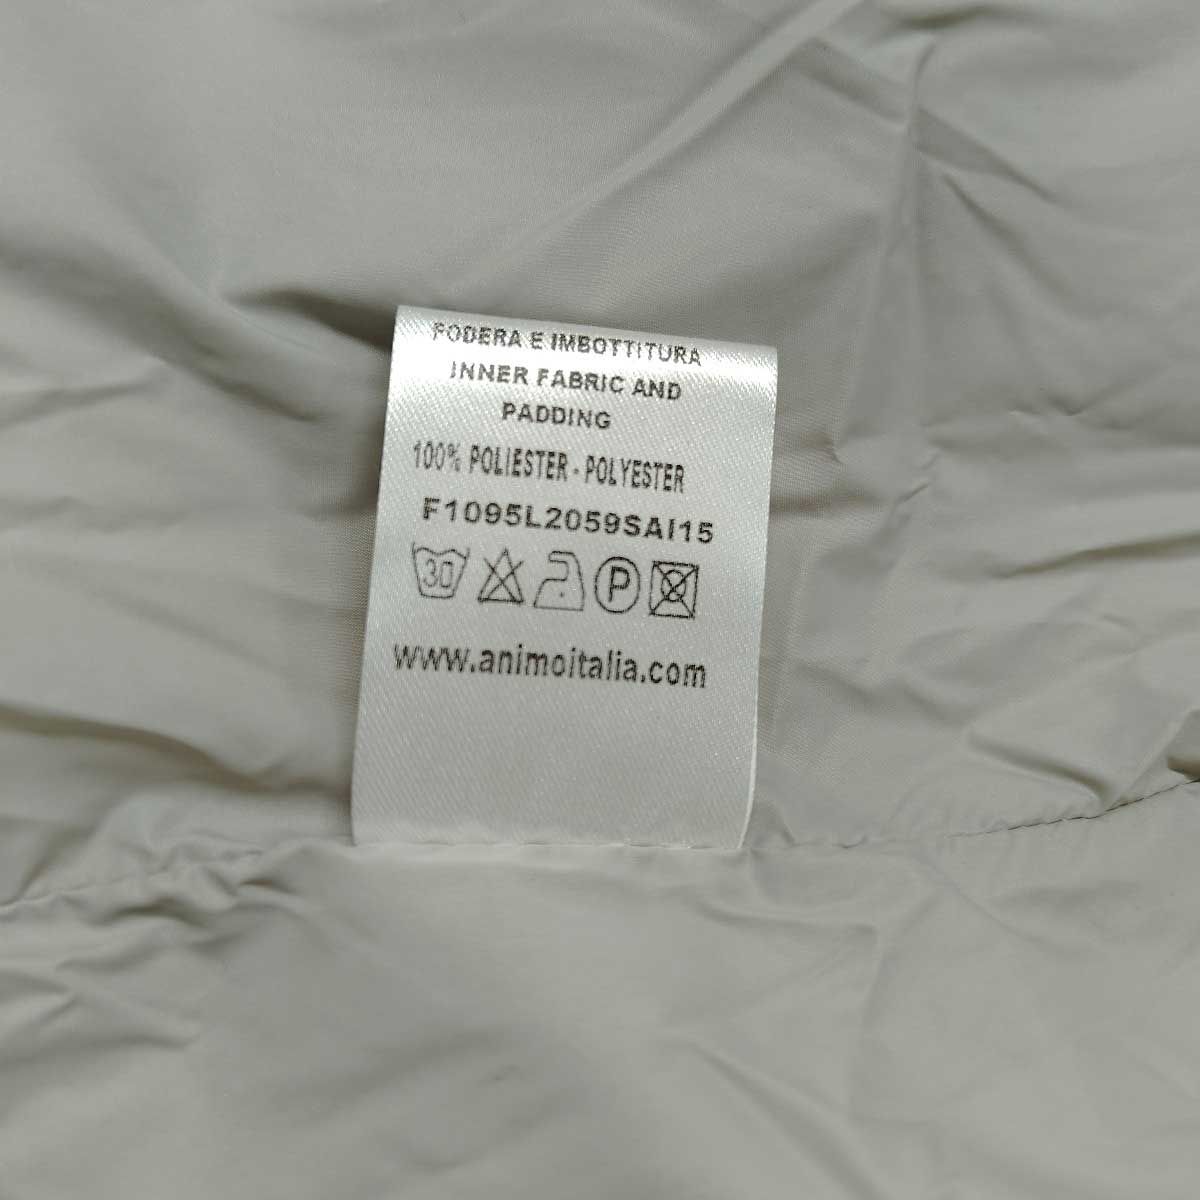 FODERA E IMBOTTITURA
INNER FABRIC AND
PADDING
100% POLIESTER - POLYESTER
F1095L2059SAI15
30 P
www.animoitalia.com